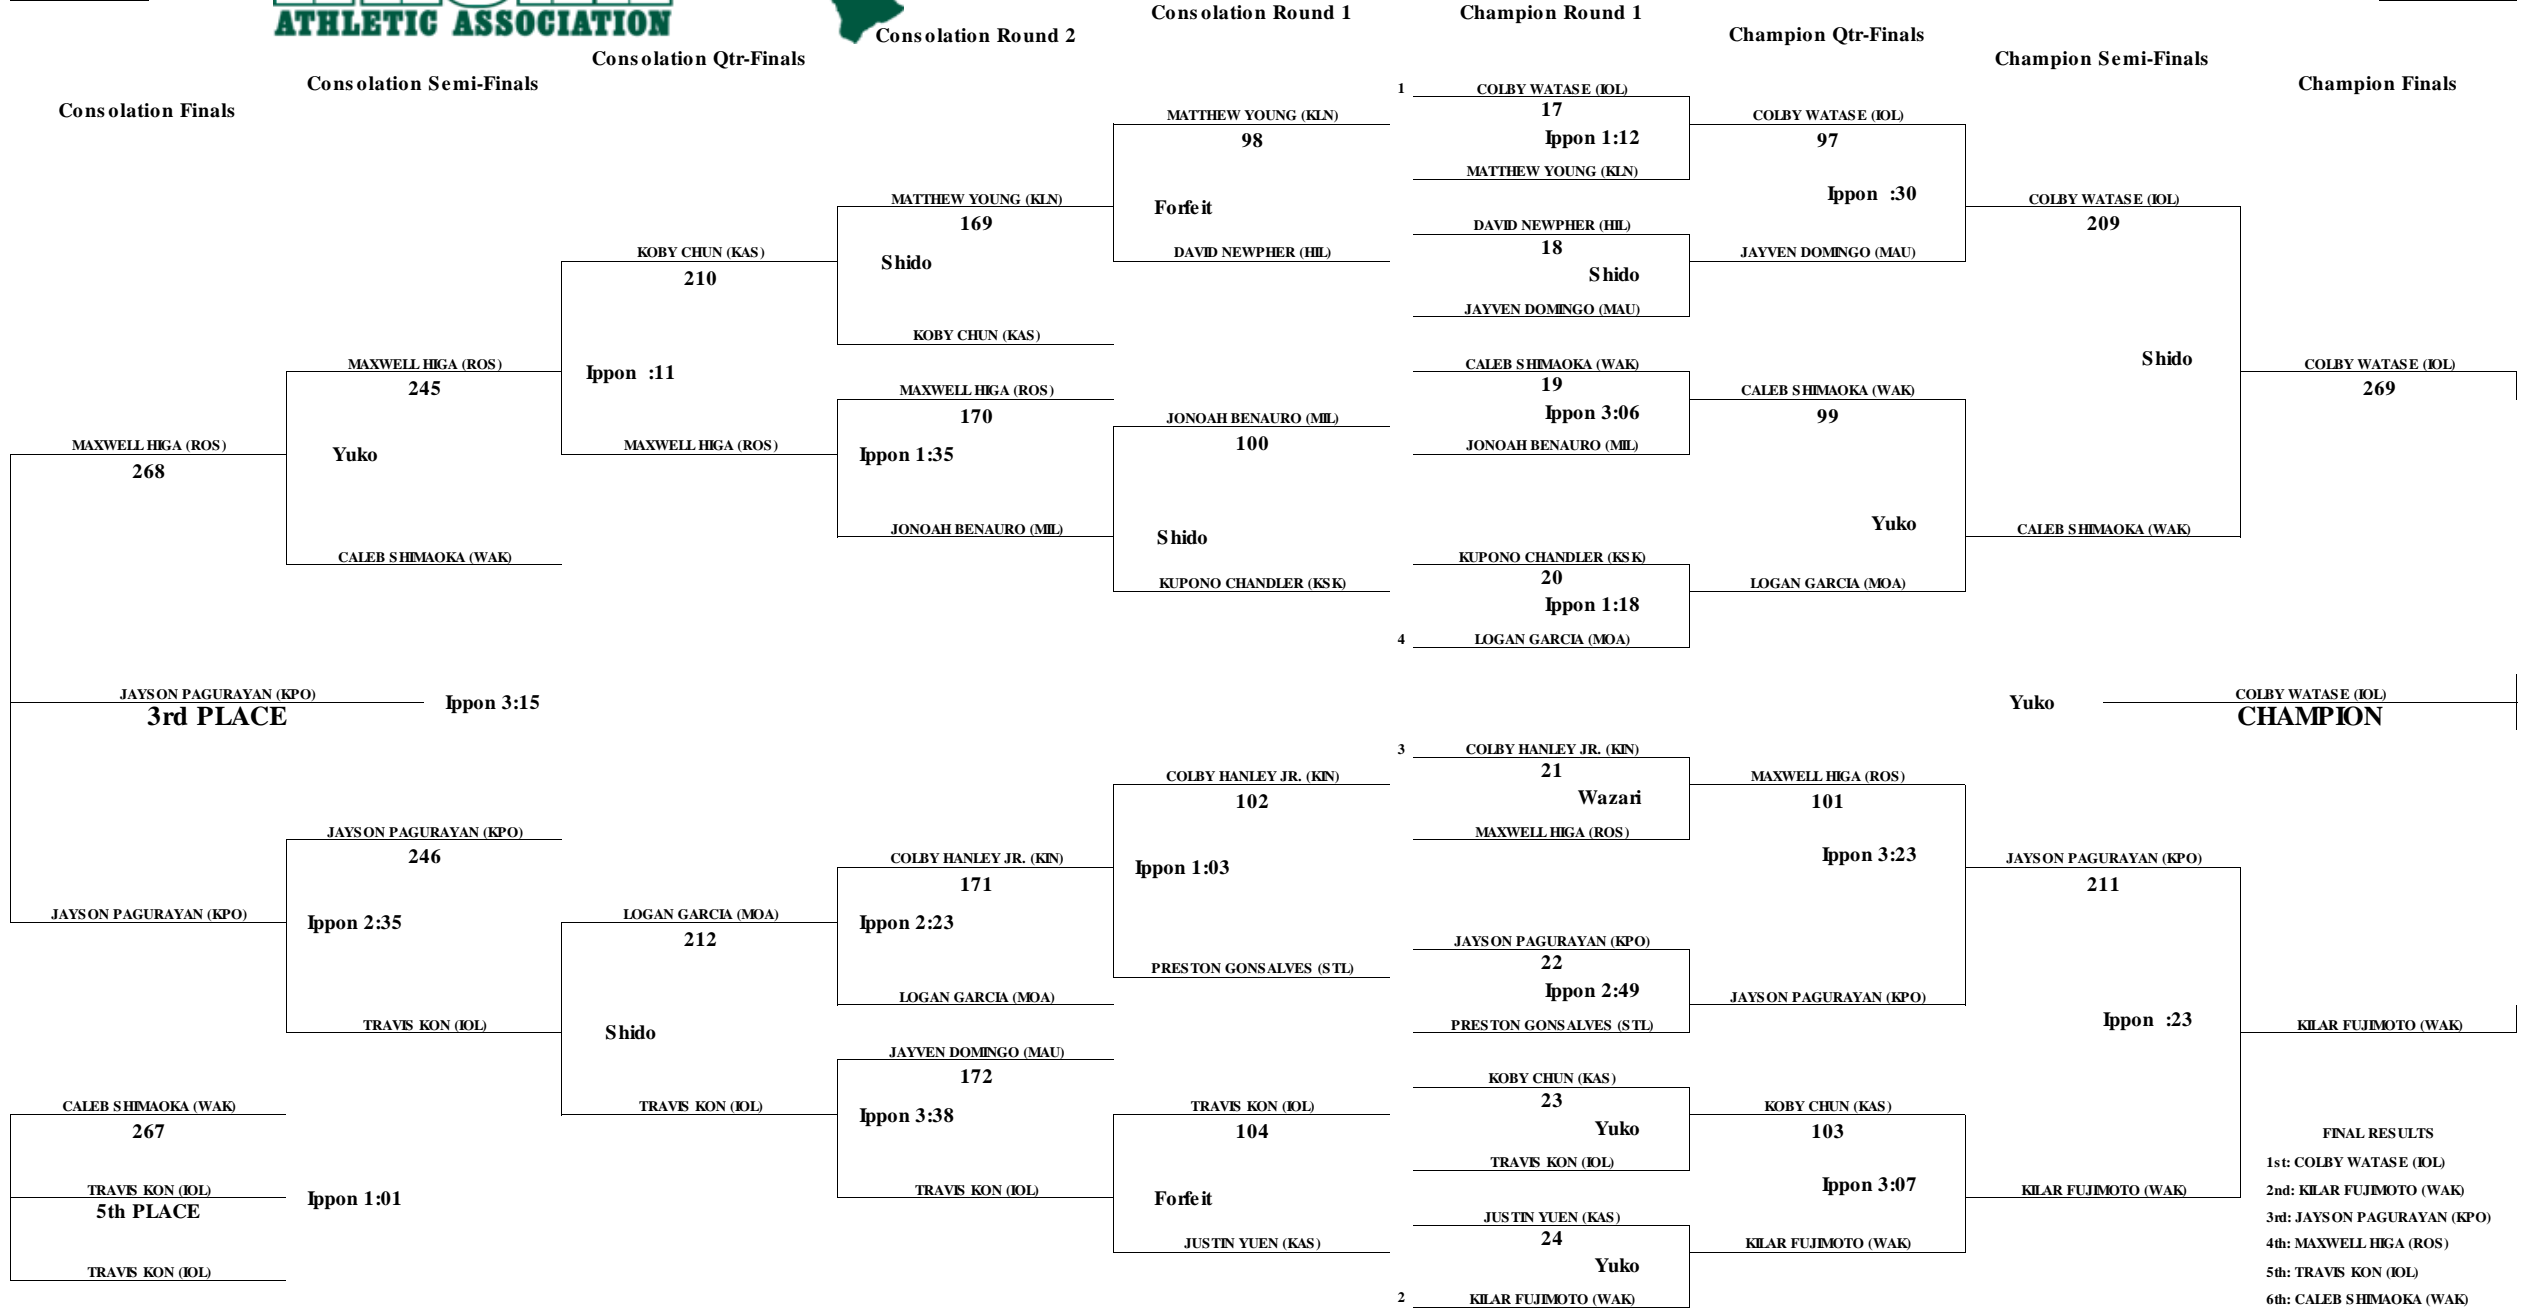 ATHLETIC ASSOCIATION
Consolation Round 1
Champion Round 1
Consolation Round 2
Champion Qtr-Finals
Consolation Qtr-Finals
Champion Semi-Finals
Consolation Semi-Finals
Champion Finals
Consolation Finals
MAXWELL HIGA (ROS)
268
JAYSON PAGURAYAN (KPO)
3rd PLACE
Ippon 3:15
JAYSON PAGURAYAN (KPO)
CALEB SHIMAOKA (WAK)
267
TRAVIS KON (IOL)
5th PLACE
Ippon 1:01
TRAVIS KON (IOL)
MAXWELL HIGA (ROS)
245
Yuko
CALEB SHIMAOKA (WAK)
JAYSON PAGURAYAN (KPO)
246
Ippon 2:35
TRAVIS KON (IOL)
KOBY CHUN (KAS)
210
Ippon :11
MAXWELL HIGA (ROS)
LOGAN GARCIA (MOA)
212
Shido
TRAVIS KON (IOL)
MATTHEW YOUNG (KLN)
169
Shido
KOBY CHUN (KAS)
MAXWELL HIGA (ROS)
170
Ippon 1:35
JONOAH BENAURO (MIL)
COLBY HANLEY JR. (KIN)
171
Ippon 2:23
LOGAN GARCIA (MOA)
JAYVEN DOMINGO (MAU)
172
Ippon 3:38
TRAVIS KON (IOL)
MATTHEW YOUNG (KLN)
98
Forfeit
DAVID NEWPHER (HIL)
JONOAH BENAURO (MIL)
100
Shido
KUPONO CHANDLER (KSK)
COLBY HANLEY JR. (KIN)
102
Ippon 1:03
PRESTON GONSALVES (STL)
TRAVIS KON (IOL)
104
Forfeit
JUSTIN YUEN (KAS)
1 COLBY WATASE (IOL)
17
Ippon 1:12
MATTHEW YOUNG (KLN)
DAVID NEWPHER (HIL)
18
Shido
JAYVEN DOMINGO (MAU)
CALEB SHIMAOKA (WAK)
19
Ippon 3:06
JONOAH BENAURO (MIL)
KUPONO CHANDLER (KSK)
20
Ippon 1:18
4 LOGAN GARCIA (MOA)
3 COLBY HANLEY JR. (KIN)
21
Wazari
MAXWELL HIGA (ROS)
JAYSON PAGURAYAN (KPO)
22
Ippon 2:49
PRESTON GONSALVES (STL)
KOBY CHUN (KAS)
23
Yuko
TRAVIS KON (IOL)
JUSTIN YUEN (KAS)
24
Yuko
2 KILAR FUJIMOTO (WAK)
COLBY WATASE (IOL)
97
Ippon :30
JAYVEN DOMINGO (MAU)
CALEB SHIMAOKA (WAK)
99
Yuko
LOGAN GARCIA (MOA)
MAXWELL HIGA (ROS)
101
Ippon 3:23
JAYSON PAGURAYAN (KPO)
KOBY CHUN (KAS)
103
Ippon 3:07
KILAR FUJIMOTO (WAK)
COLBY WATASE (IOL)
209
Shido
CALEB SHIMAOKA (WAK)
JAYSON PAGURAYAN (KPO)
211
Ippon :23
KILAR FUJIMOTO (WAK)
COLBY WATASE (IOL)
269
Yuko
COLBY WATASE (IOL)
CHAMPION
KILAR FUJIMOTO (WAK)
FINAL RESULTS
1st: COLBY WATASE (IOL)
2nd: KILAR FUJIMOTO (WAK)
3rd: JAYSON PAGURAYAN (KPO)
4th: MAXWELL HIGA (ROS)
5th: TRAVIS KON (IOL)
6th: CALEB SHIMAOKA (WAK)